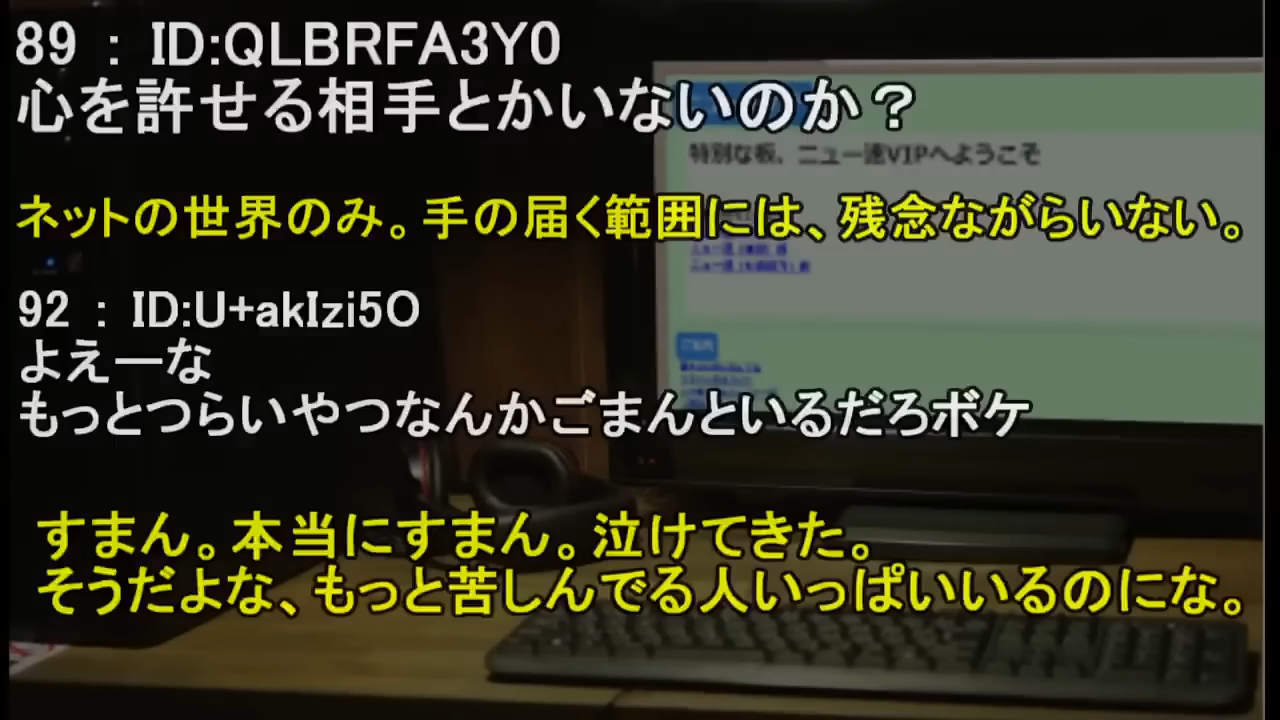 89 : ID:QLBRFA3Y0
心を許せる相手とかいないのか？
特別な板、ニュー速VIPへようこそ
ネットの世界のみ。手の届く範囲には、残念ながらいない。
92 : ID:U+akIzi5O
よえーな
もっとつらいやつなんかごまんといるだろボケ
すまん。本当にすまん。泣けてきた。
そうだよな、もっと苦しんでる人いっぱいいるのにな。